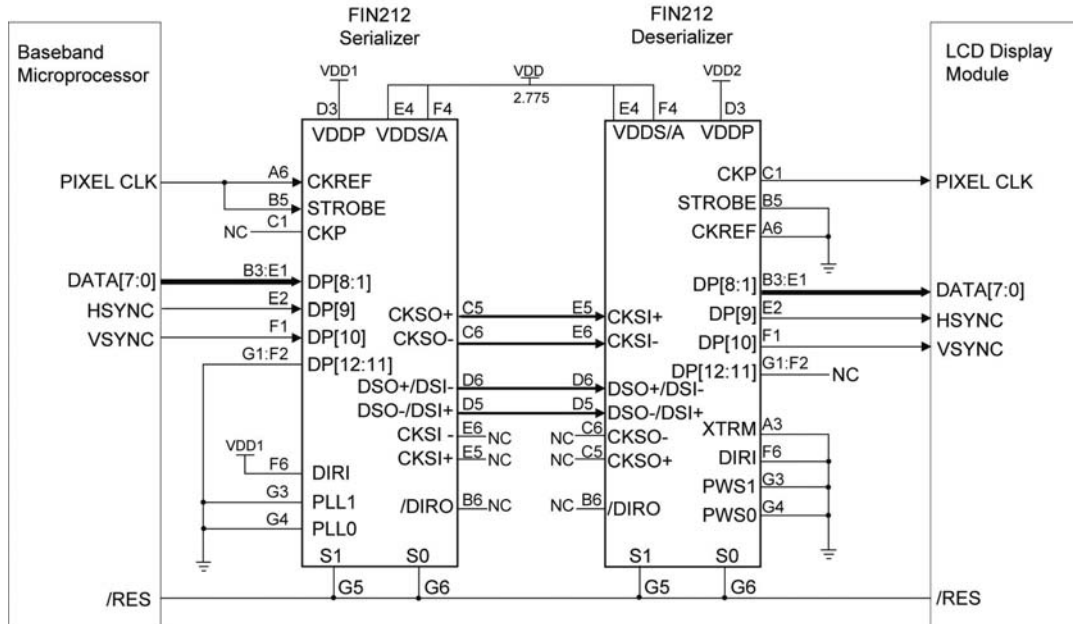 FIN212
Serializer
FIN212
Deserializer
Baseband
Microprocessor
LCD Display
Module
VDD1
VDD
2.775
VDD2
D3
E4
F4
E4
F4
D3
VDDP
VDDS/A
VDDS/A
VDDP
PIXEL CLK
A6
CKREF
B5
STROBE
C1
NC
CKP
CKP
C1
PIXEL CLK
STROBE
B5
CKREF
A6
DATA[7:0]
B3:E1
DP[8:1]
HSYNC
E2
DP[9]
VSYNC
F1
DP[10]
G1:F2
DP[12:11]
CKSO+
C5
E5
CKSI+
CKSO-
C6
E6
CKSI-
DP[8:1]
B3:E1
DATA[7:0]
DP[9]
E2
HSYNC
DP[10]
F1
VSYNC
DP[12:11]
G1:F2
NC
DSO+/DSI-
D6
D6
DSO+/DSI-
DSO-/DSI+
D5
D5
DSO-/DSI+
CKSI -
E6
NC
NC
C6
CKSO-
CKSI+
E5
NC
NC
C5
CKSO+
XTRM
A3
DIRI
F6
PWS1
G3
PWS0
G4
VDD1
F6
DIRI
G3
PLL1
G4
PLL0
/DIRO
B6
NC
NC
B6
/DIRO
S1
S0
S1
S0
G5
G6
G5
G6
/RES
/RES